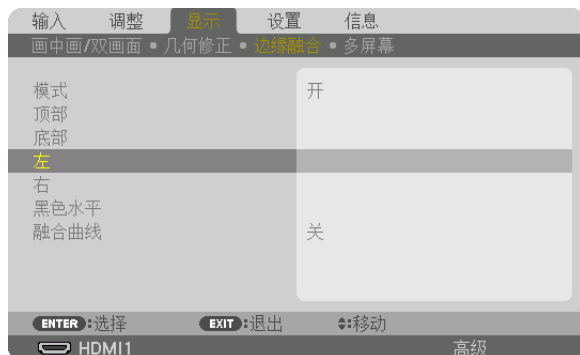 输入 调整 显示 设置 信息
画中画/双画面 • 几何修正 • 边缘融合 • 多屏幕
模式 开
顶部
底部
左
右
黑色水平
融合曲线 关
ENTER :选择 EXIT :退出 :移动
HDMI1 高级